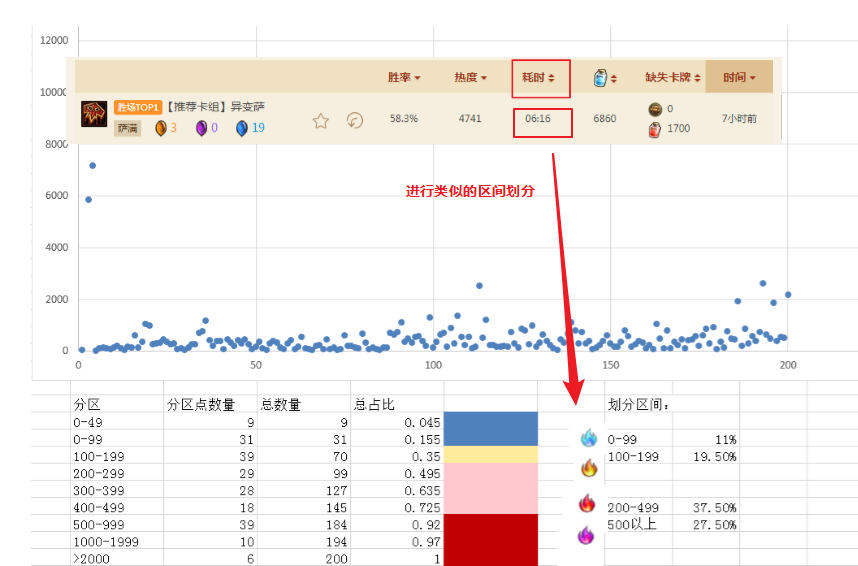 12000
胜率 热度 耗时 缺失卡牌 时间
10000
胜场TOP1 【推荐卡组】异变萨
萨满 3 0 19
58.3% 4741 06:16 6860 0 1700 7小时前
8000
进行类似的区间划分
6000
4000
2000
0
0 50 100 150 200
分区 分区点数量 总数量 总占比 划分区间:
0-49 9 9 0.045
0-99 31 31 0.155 0-99 11%
100-199 39 70 0.35 100-199 19.50%
200-299 29 99 0.495
300-399 28 127 0.635
400-499 18 145 0.725 200-499 37.50%
500-999 39 184 0.92 500以上 27.50%
1000-1999 10 194 0.97
>2000 6 200 1